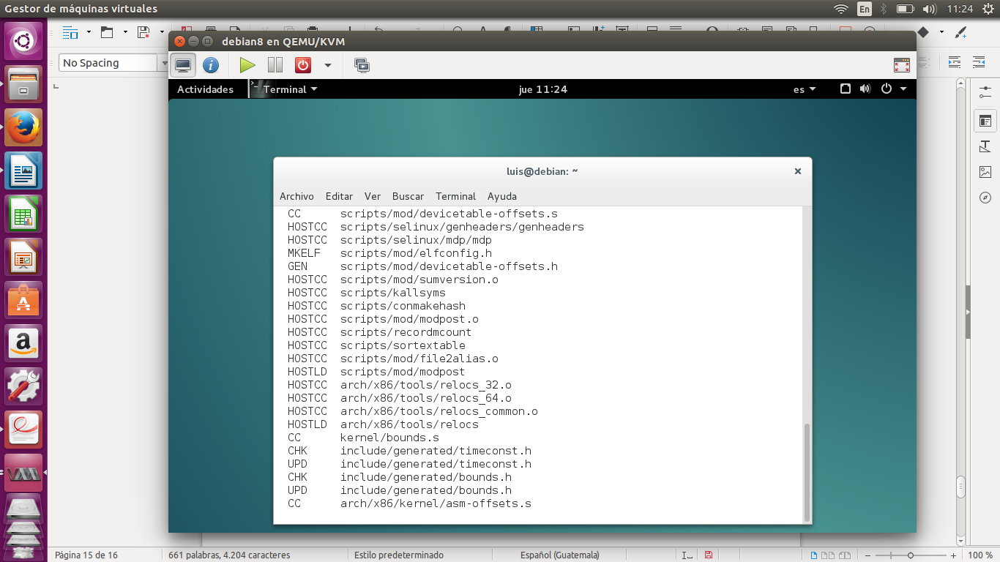 Gestor de máquinas virtuales
En
11:24
debian8 en QEMU/KVM
No Spacing
Actividades
Terminal
jue 11:24
es
luis@debian: ~
Archivo Editar Ver Buscar Terminal Ayuda
CC scripts/mod/devicetable-offsets.s
HOSTCC scripts/selinux/genheaders/genheaders
HOSTCC scripts/selinux/mdp/mdp
MKELF scripts/mod/elfconfig.h
GEN scripts/mod/devicetable-offsets.h
HOSTCC scripts/mod/sumversion.o
HOSTCC scripts/kallsyms
HOSTCC scripts/conmakehash
HOSTCC scripts/mod/modpost.o
HOSTCC scripts/recordmcount
HOSTCC scripts/sortextable
HOSTCC scripts/mod/file2alias.o
HOSTLD scripts/mod/modpost
HOSTCC arch/x86/tools/relocs_32.o
HOSTCC arch/x86/tools/relocs_64.o
HOSTCC arch/x86/tools/relocs_common.o
HOSTLD arch/x86/tools/relocs
CC kernel/bounds.s
CHK include/generated/timeconst.h
UPD include/generated/timeconst.h
CHK include/generated/bounds.h
UPD include/generated/bounds.h
CC arch/x86/kernel/asm-offsets.s
Página 15 de 16
661 palabras, 4.204 caracteres
Estilo predeterminado
Español (Guatemala)
100 %